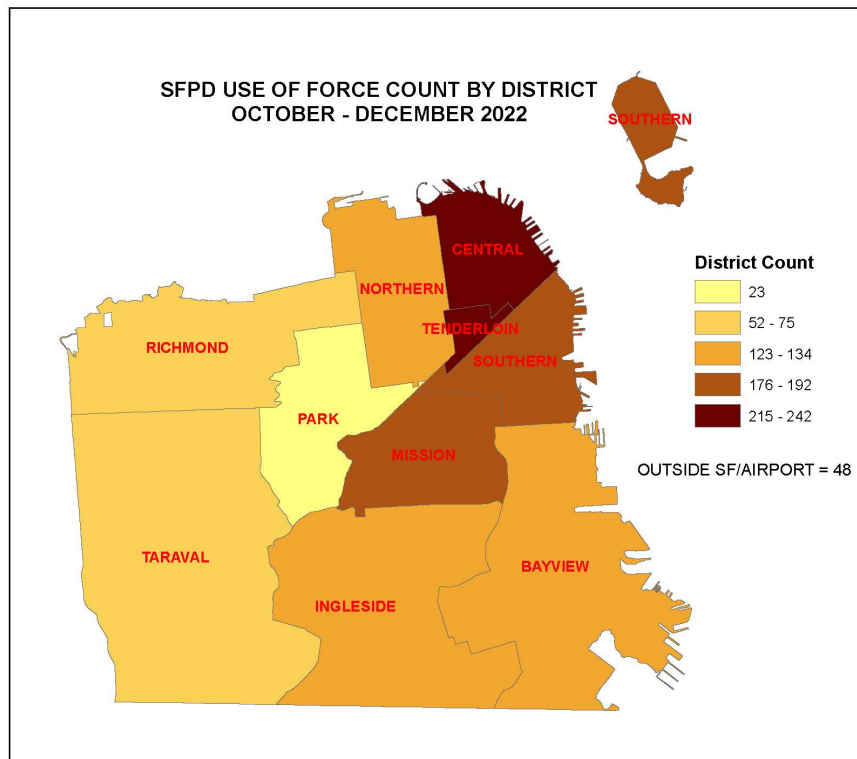 SFPD USE OF FORCE COUNT BY DISTRICT
OCTOBER - DECEMBER 2022
SOUTHERN
CENTRAL
NORTHERN
TENDERLOIN
RICHMOND
SOUTHERN
PARK
MISSION
TARAVAL
BAYVIEW
INGLESIDE
District Count
23
52 - 75
123 - 134
176 - 192
215 - 242
OUTSIDE SF/AIRPORT = 48